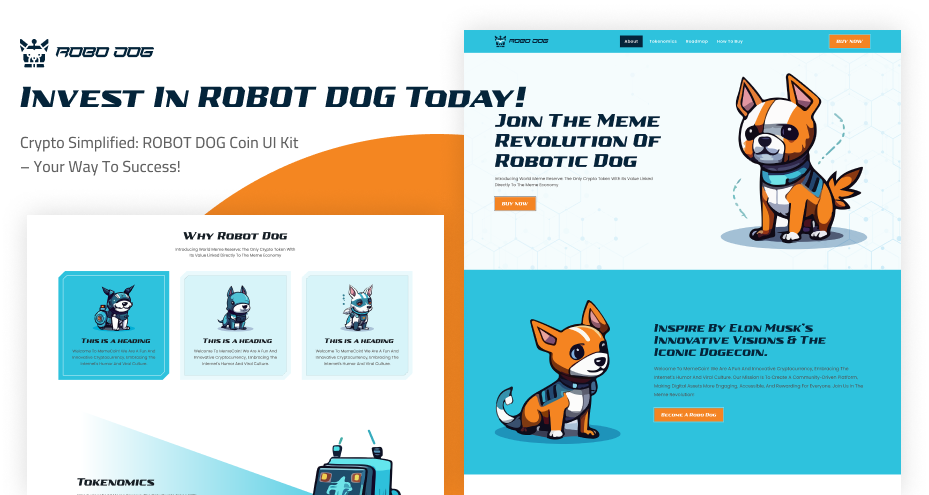 ROBO DOG
Invest In ROBOT DOG Today!
Crypto Simplified: ROBOT DOG Coin UI Kit
– Your Way To Success!
Why Robot Dog
Introducing World Meme Reserve: The Only Crypto Token With
Its Value Linked Directly To The Meme Economy
This is a heading
Welcome To MemeCoin! We Are A Fun And
Innovative Cryptocurrency, Embracing The
Internet's Humor And Viral Culture.
This is a heading
Welcome To MemeCoin! We Are A Fun And
Innovative Cryptocurrency, Embracing The
Internet's Humor And Viral Culture.
This is a heading
Welcome To MemeCoin! We Are A Fun And
Innovative Cryptocurrency, Embracing The
Internet's Humor And Viral Culture.
Tokenomics
ROBO DOG
About
Tokenomics
Roadmap
How To Buy
Buy Now
Join The Meme
Revolution Of
Robotic Dog
Introducing World Meme Reserve: The Only Crypto Token With Its Value Linked
Directly To The Meme Economy
Buy Now
Inspire By Elon Musk's
Innovative Visions & The
Iconic Dogecoin.
Welcome To MemeCoin! We Are A Fun And Innovative Cryptocurrency, Embracing The
Internet's Humor And Viral Culture. Our Mission Is To Create A Community-Driven Platform,
Making Digital Assets More Engaging, Accessible, And Rewarding For Everyone. Join Us In The
Meme Revolution!
Become A Robo Dog